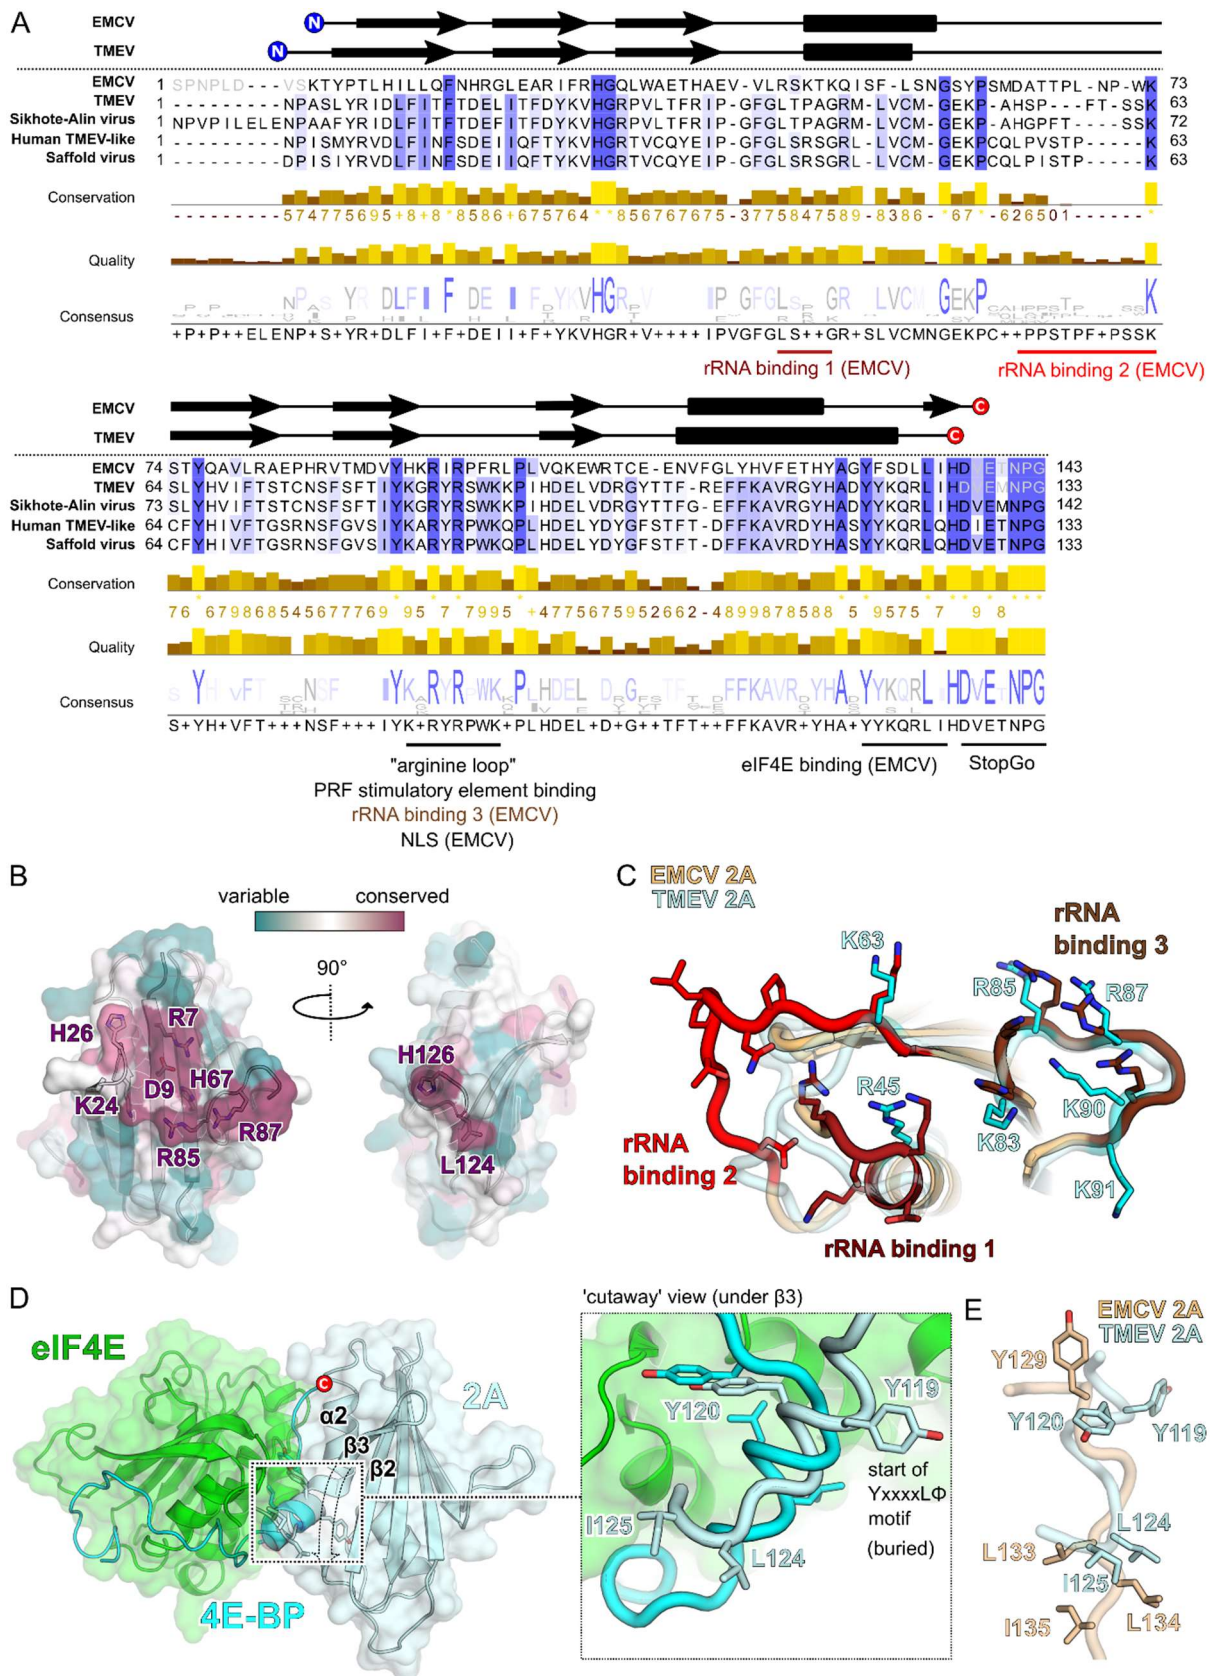 A
EMCV N
TMEV N
EMCV 1 SPNPLD---VSKTYPTLHILLQFNHRGLEARIFRHGQLWAETHAEV-VLRSKTKQISF-LSNGSYPSMDATTPL-NP-WK 73
TMEV 1 ---------NPASLYRIDLFITFTDELITFDYKVHGRPVLTFRIP-GFGLTPAGRM-LVCM-GEKP-AHSP---FT-SSK 63
Sikhote-Alin virus 1 NPVPILELENPAAFYRIDLFITFTDEFITFDYKVHGRPVLTFRIP-GFGLTPAGRM-LVCM-GEKP-AHGPFT----SSK 72
Human TMEV-like 1 ---------NPISMYRVDLFINFSDEIIQFTYKVHGRTVCQYEIP-GFGLSRSGRL-LVCM-GEKPCQLPVSTP-----K 63
Saffold virus 1 ---------DPISIYRVDLFINFSDEIIQFTYKVHGRTVCQYEIP-GFGLSRSGRL-LVCM-GEKPCQLPISTP-----K 63
Conservation
Quality
Consensus
+P+P++ELENP+S+YR+DLFI+F+DEII+F+YKVHGR+V++++IPVGFGLS++GR+SLVCMNGEKPC++PPSTPF+PSSK
rRNA binding 1 (EMCV) rRNA binding 2 (EMCV)
EMCV C
TMEV C
EMCV 74 STYQAVLRAEPHRVTMDVYHKRIRPFRLPLVQKEWRTCE-ENVFGLYHVFETHYAGYFSDLLIHDIETNPG 143
TMEV 64 SLYHVIFTSTCNSFSFTIYKGRYRSWKKPIHDELVDRGYTTF-REFFKAVRGYHADYYKQRLIHDVEMNPG 133
Sikhote-Alin virus 73 SLYHVIFTSTCNSFSFTIYKGRYRSWKKPIHDELVDRGYTTFG-EFFKAVRGYHADYYKQRLIHDVEMNPG 142
Human TMEV-like 64 CFYHIVFTGSRNSFGVSIYKARYRPWKQPLHDELYDYGFSTFT-DFFKAVRDYHASYYKQRLQHDIETNPG 133
Saffold virus 64 CFYHIVFTGSRNSFGVSIYKARYRPWKQPLHDELYDYGFSTFT-DFFKAVRDYHASYYKQRLQHDVETNPG 133
Conservation
Quality
Consensus
S+YH+VFT+++NSF+++IYK+RYRPWK+PLHDEL+D+G++TFT++FFKAVR+YHA+YYKQRLIHDVETNPG
"arginine loop" eIF4E binding (EMCV) StopGo
PRF stimulatory element binding
rRNA binding 3 (EMCV)
NLS (EMCV)
B
variable conserved
90°
H26
R7
K24
D9
H67
R87
R85
H126
L124
C
EMCV 2A
TMEV 2A
K63
rRNA
binding 3
R85
R87
R45
K90
K83
K91
rRNA
binding 2
rRNA binding 1
D
eIF4E
C
2A
α2
β3
β2
4E-BP
'cutaway' view (under β3)
Y119
Y120
start of
YxxxxLΦ
motif
(buried)
I125
L124
E
EMCV 2A
TMEV 2A
Y129
Y120
Y119
L124
L133
I125
I135
L134